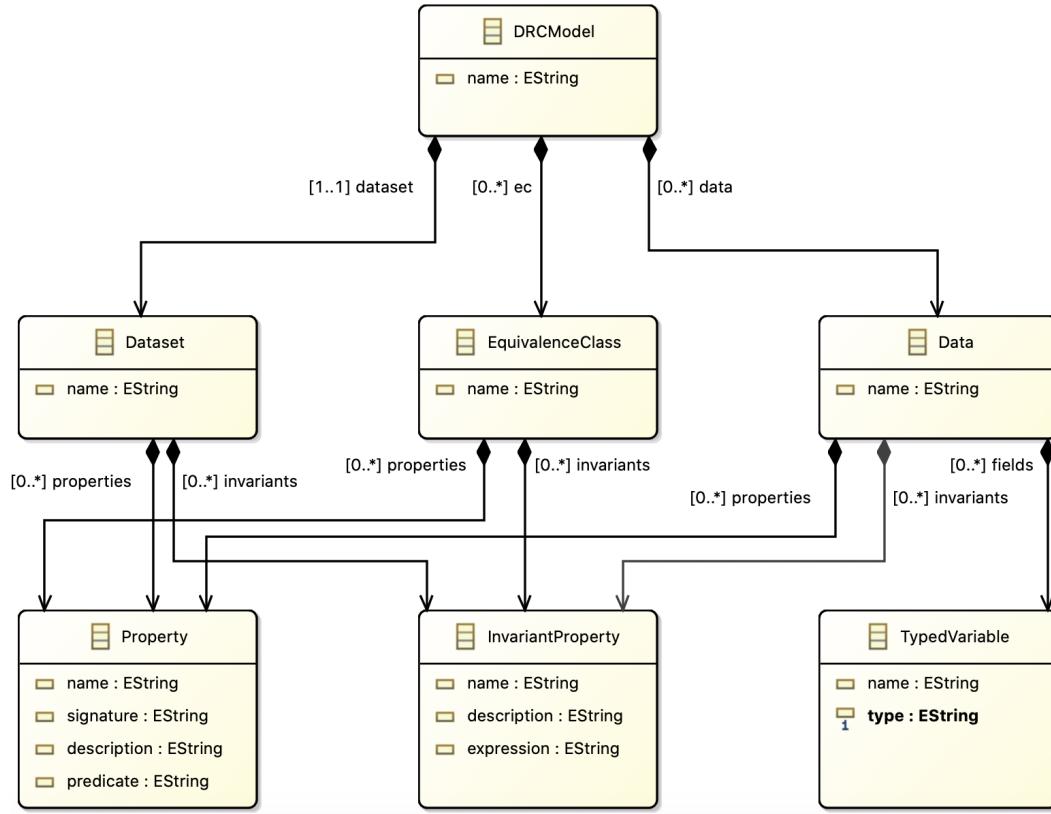 DRCModel
name : EString
[1..1] dataset
[0..*] ec
[0..*] data
Dataset
name : EString
EquivalenceClass
name : EString
Data
name : EString
[0..*] properties
[0..*] invariants
[0..*] properties
[0..*] invariants
[0..*] properties
[0..*] invariants
[0..*] fields
Property
name : EString
signature : EString
description : EString
predicate : EString
InvariantProperty
name : EString
description : EString
expression : EString
TypedVariable
name : EString
type : EString
1